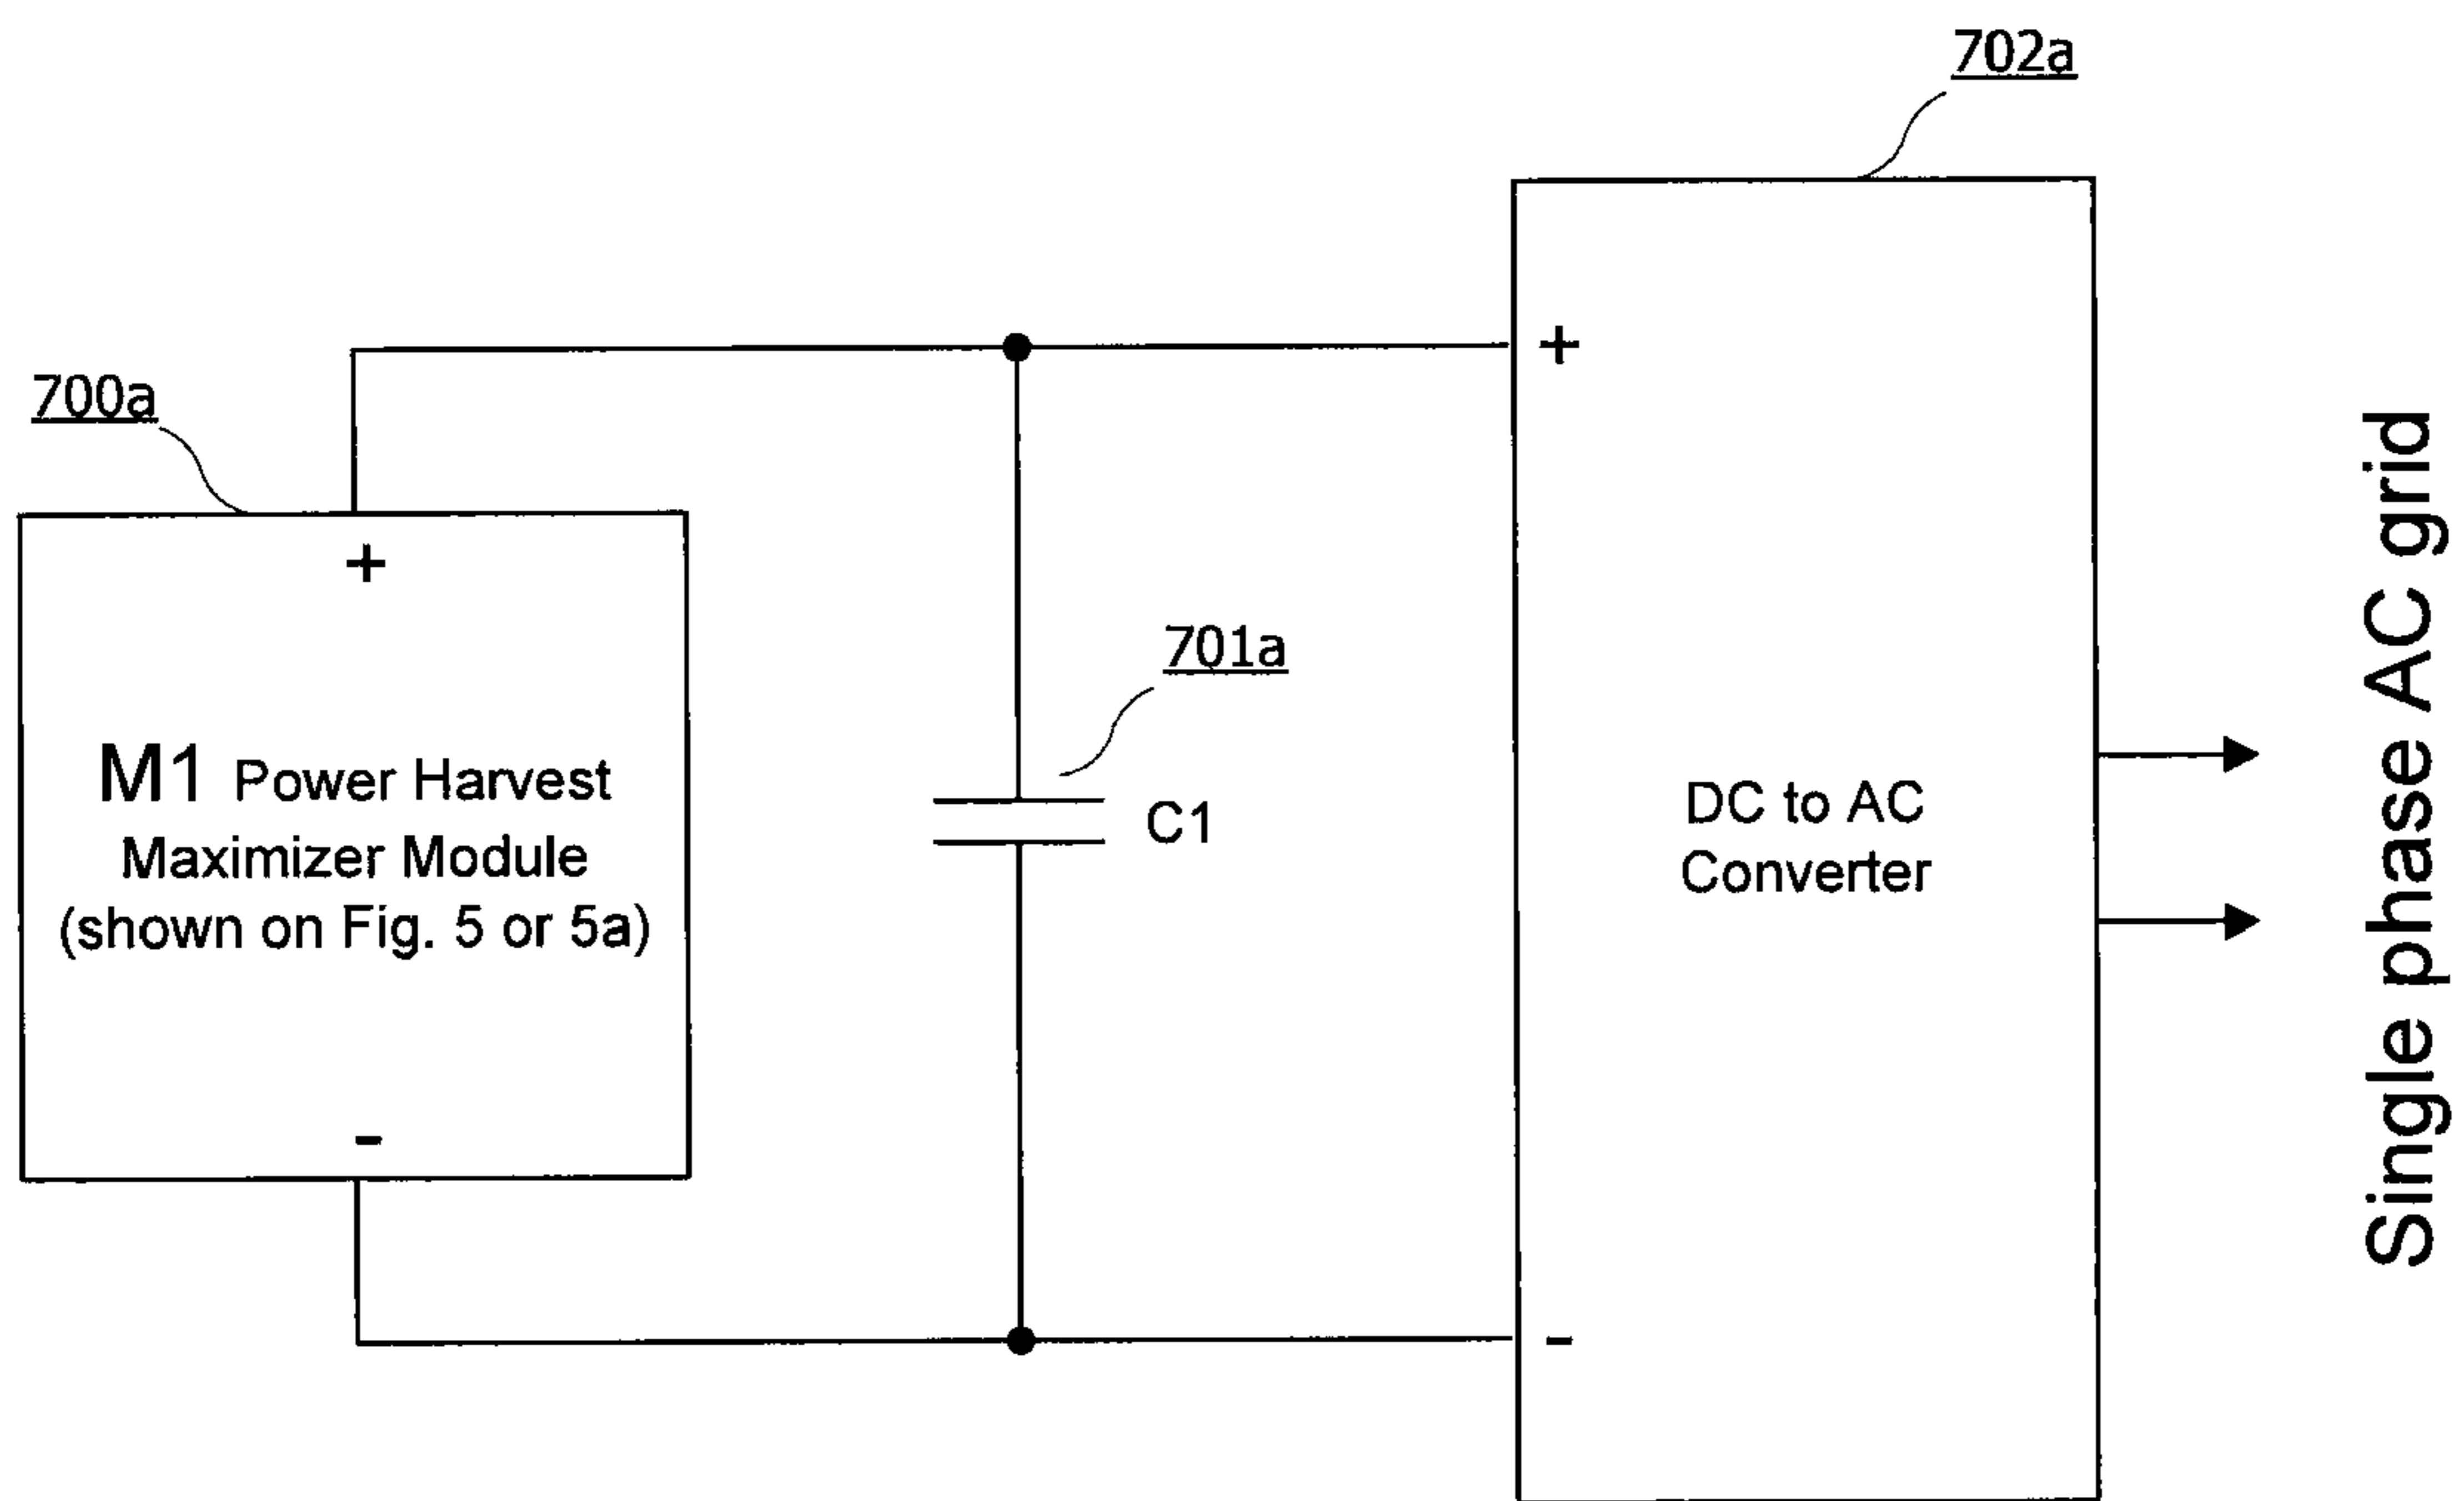 702a
+
700a
+
701a
M1 Power Harvest
Maximizer Module
(shown on Fig. 5 or 5a)
C1
DC to AC
Converter
-
-
Single phase AC grid